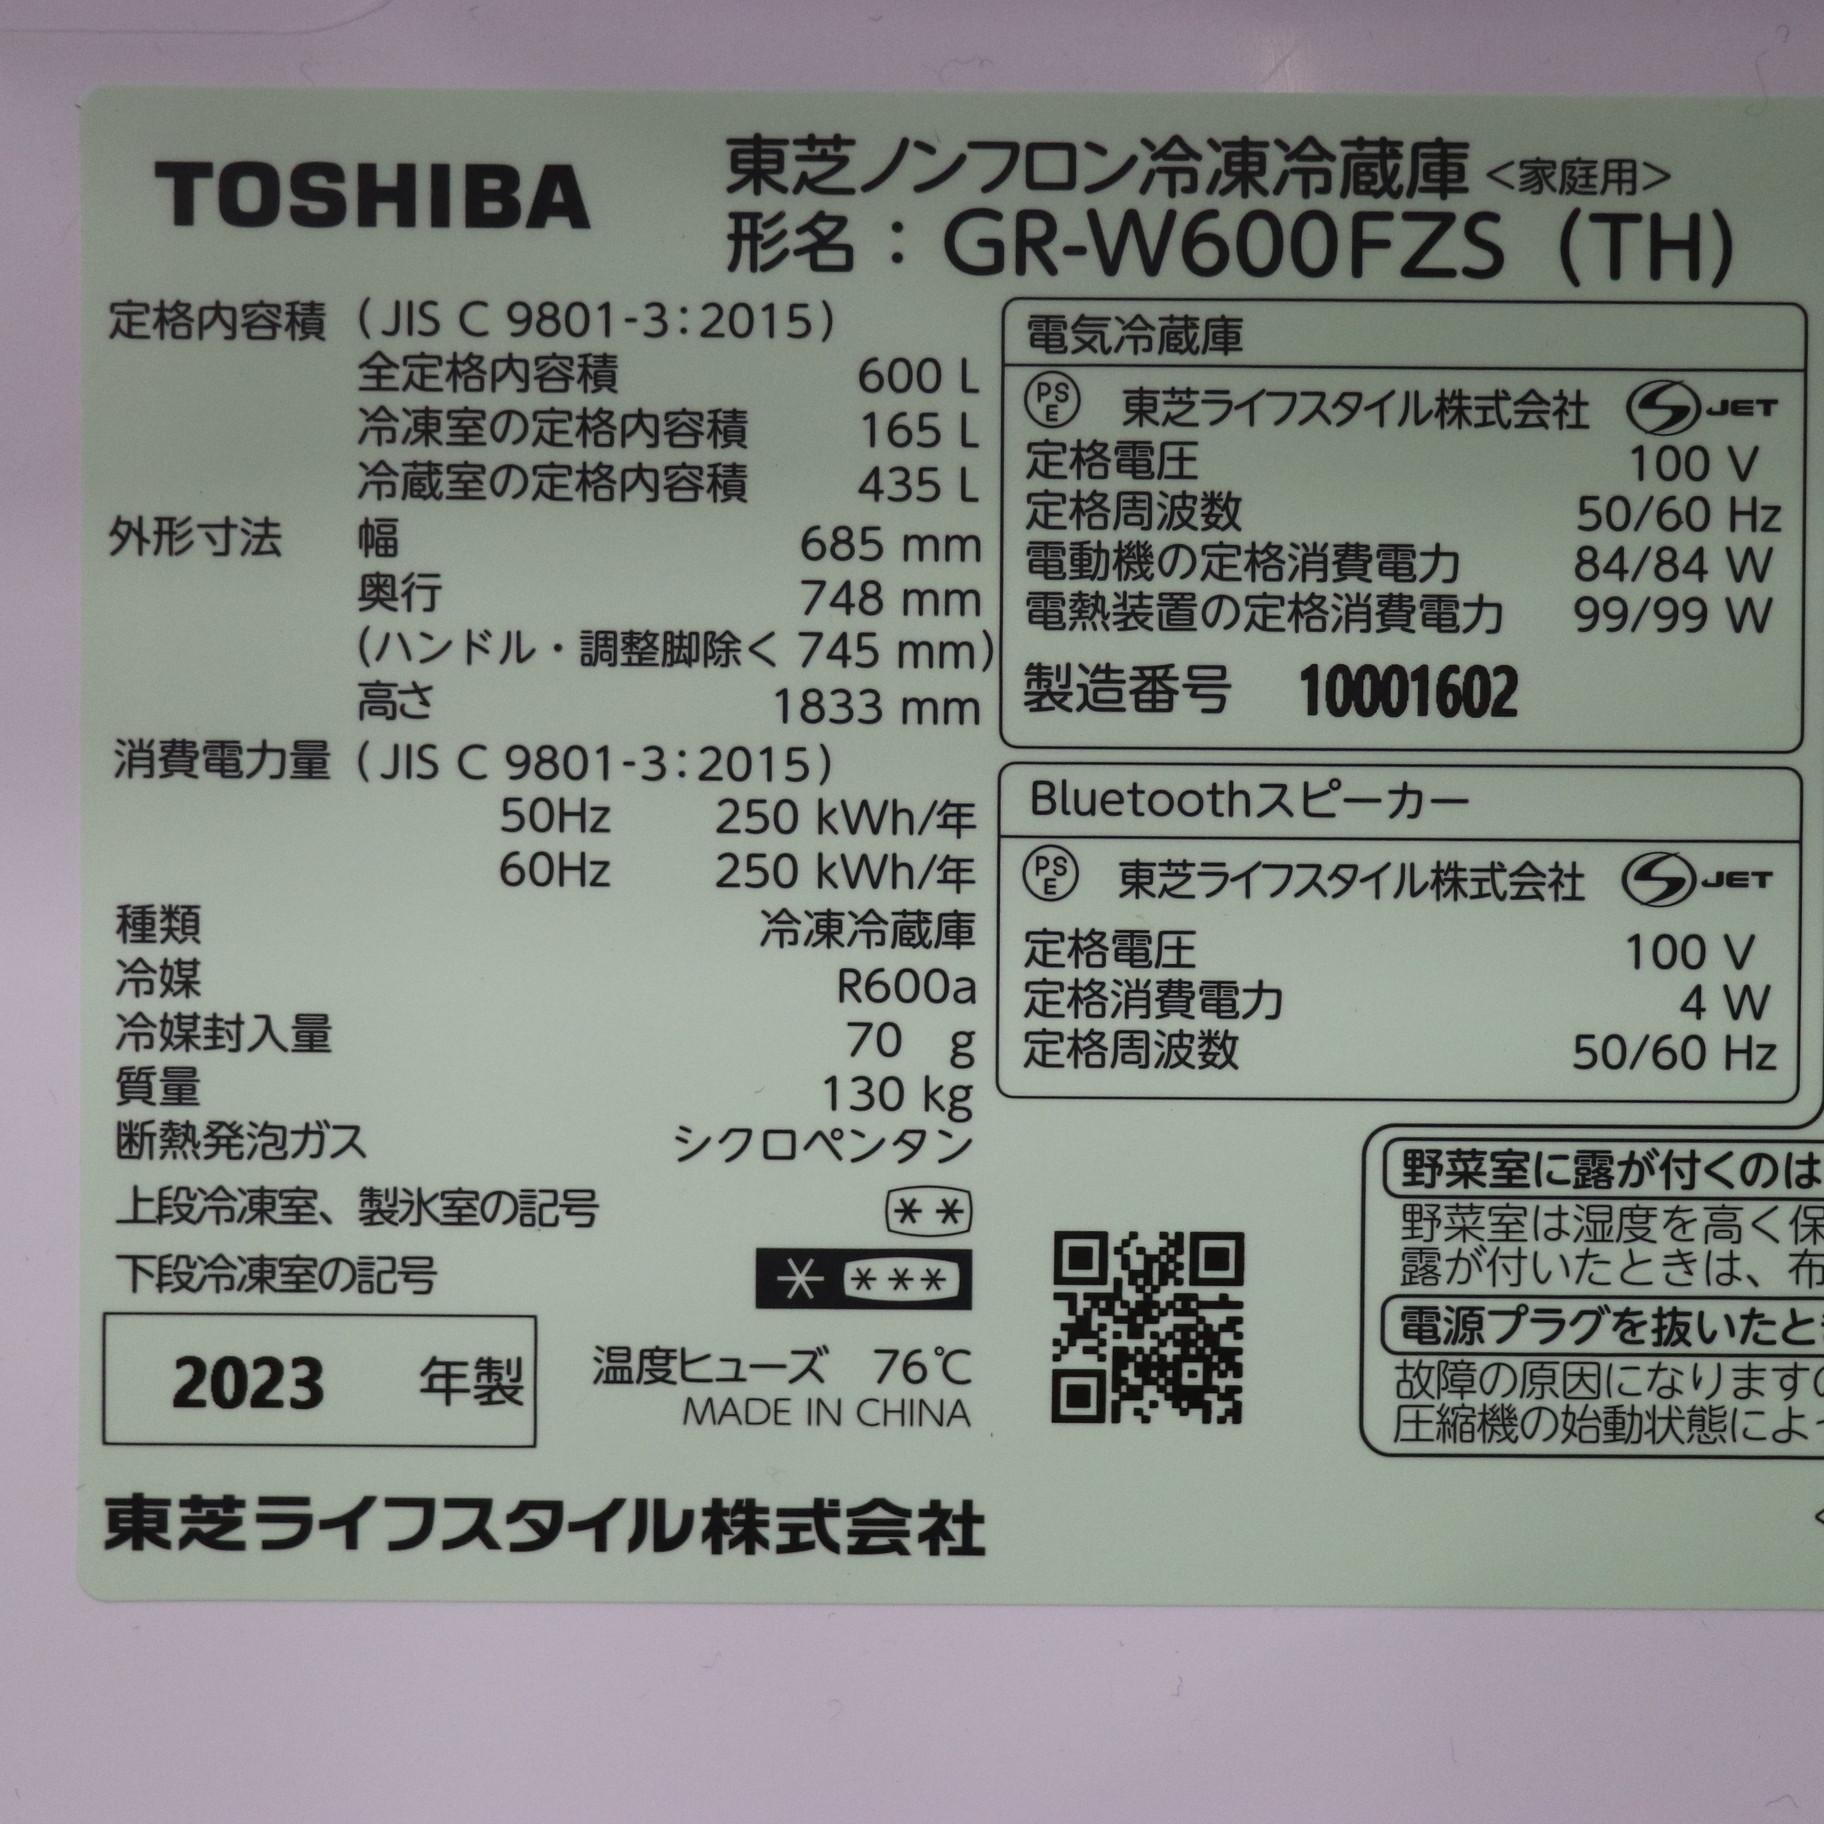 TOSHIBA
東芝ノンフロン冷凍冷蔵庫 <家庭用>
形名：GR-W600FZS (TH)
定格内容積 (JIS C 9801-3:2015)
全定格内容積 600 L
冷凍室の定格内容積 165 L
冷蔵室の定格内容積 435 L
外形寸法 幅 685 mm
奥行 748 mm
(ハンドル・調整脚除く 745 mm)
高さ 1833 mm
消費電力量 (JIS C 9801-3:2015)
50Hz 250 kWh/年
60Hz 250 kWh/年
種類 冷凍冷蔵庫
冷媒 R600a
冷媒封入量 70 g
質量 130 kg
断熱発泡ガス シクロペンタン
上段冷凍室、製氷室の記号 **
下段冷凍室の記号 * ***
2023 年製
温度ヒューズ 76℃
MADE IN CHINA
東芝ライフスタイル株式会社
電気冷蔵庫
PS
E
東芝ライフスタイル株式会社 JET
定格電圧 100 V
定格周波数 50/60 Hz
電動機の定格消費電力 84/84 W
電熱装置の定格消費電力 99/99 W
製造番号 10001602
Bluetoothスピーカー
PS
E
東芝ライフスタイル株式会社 JET
定格電圧 100 V
定格消費電力 4 W
定格周波数 50/60 Hz
野菜室に露が付くのは
野菜室は湿度を高く保
露が付いたときは、布
電源プラグを抜いたと
故障の原因になります
圧縮機の始動状態によ